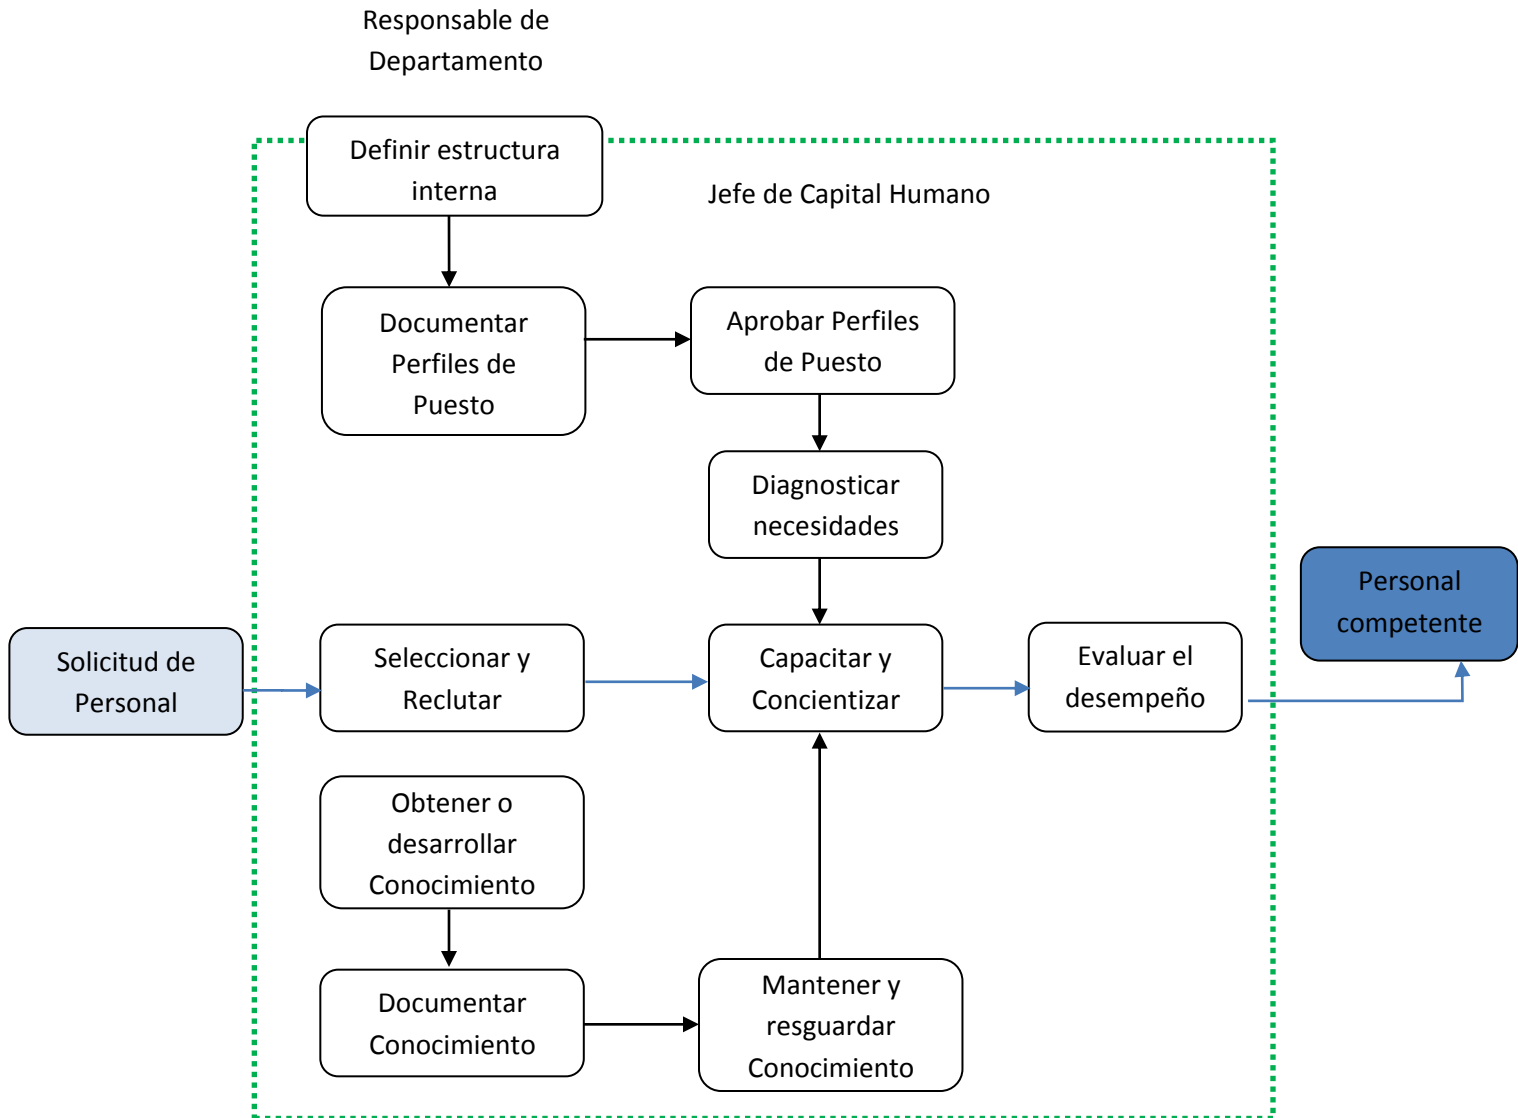 Responsable de
Departamento
Definir estructura
interna
Jefe de Capital Humano
Documentar
Perfiles de
Puesto
Aprobar Perfiles
de Puesto
Diagnosticar
necesidades
Personal
competente
Solicitud de
Personal
Seleccionar y
Reclutar
Capacitar y
Concientizar
Evaluar el
desempeño
Obtener o
desarrollar
Conocimiento
Documentar
Conocimiento
Mantener y
resguardar
Conocimiento